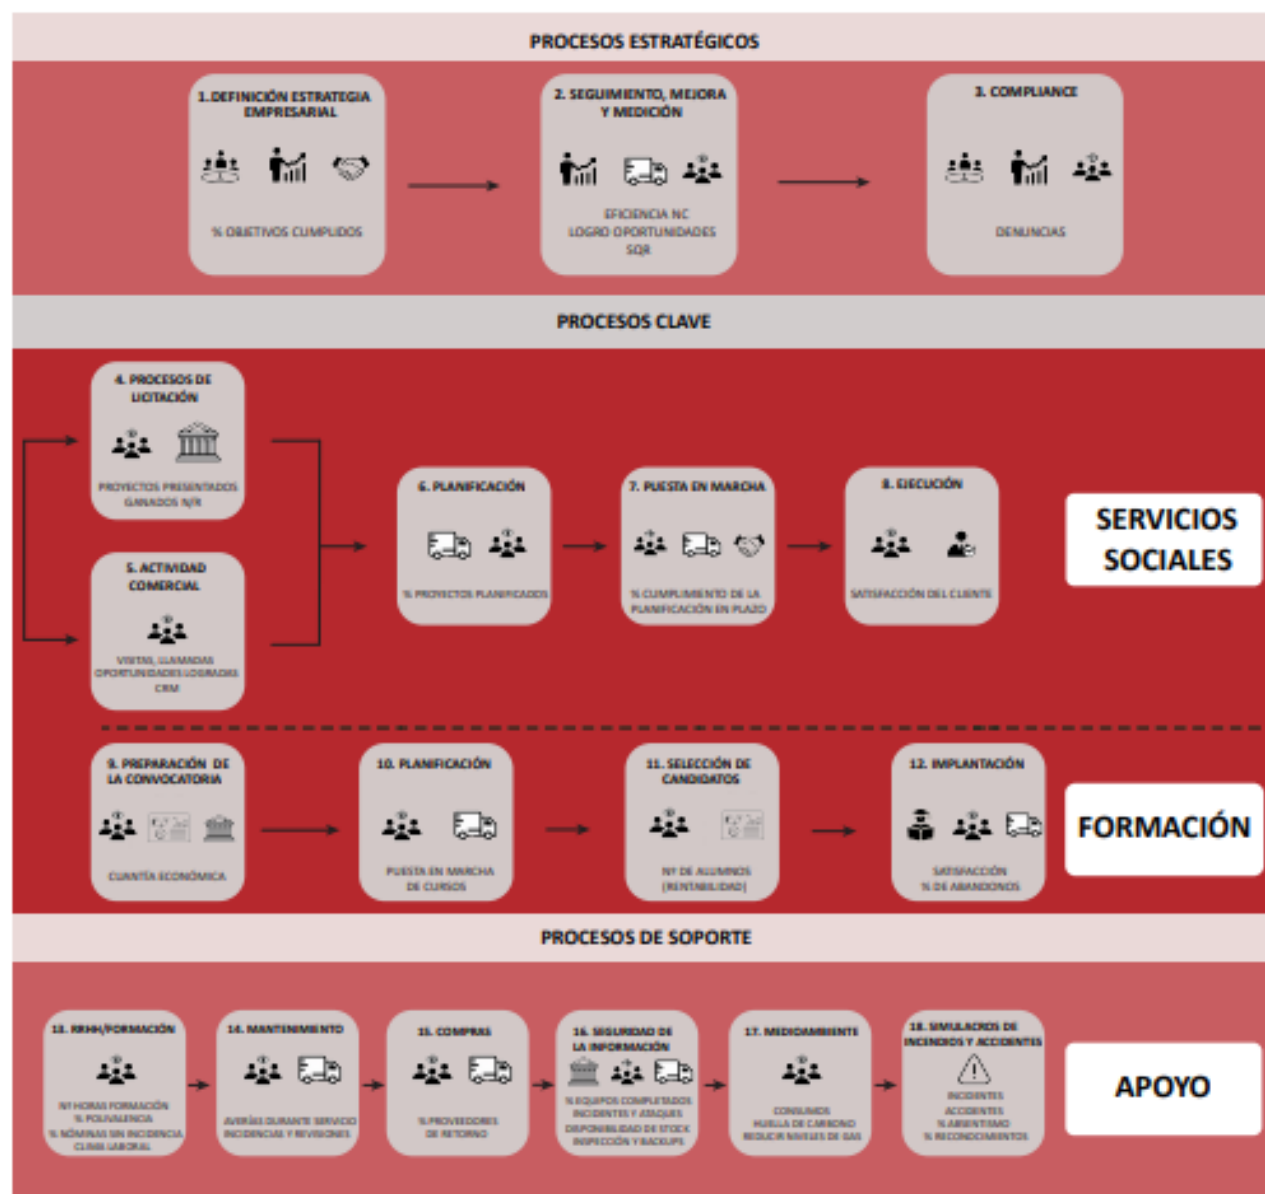 PROCESOS ESTRATÉGICOS
1. DEFINICIÓN ESTRATEGIA
EMPRESARIAL
% OBJETIVOS CUMPLIDOS
2. SEGUIMIENTO, MEJORA
Y MEDICIÓN
EFICIENCIA NC
LOGRO OPORTUNIDADES
SQR
3. COMPLIANCE
DENUNCIAS
PROCESOS CLAVE
4. PROCESOS DE
LICITACIÓN
PROYECTOS PRESENTADOS
GANADOS N/R
5. ACTIVIDAD
COMERCIAL
VISITAS, LLAMADAS
OPORTUNIDADES LOGRADAS
CRM
6. PLANIFICACIÓN
% PROYECTOS PLANIFICADOS
7. PUESTA EN MARCHA
% CUMPLIMIENTO DE LA
PLANIFICACIÓN EN PLAZO
8. EJECUCIÓN
SATISFACCIÓN DEL CLIENTE
SERVICIOS
SOCIALES
9. PREPARACIÓN DE
LA CONVOCATORIA
CUANTÍA ECONÓMICA
10. PLANIFICACIÓN
PUESTA EN MARCHA
DE CURSOS
11. SELECCIÓN DE
CANDIDATOS
Nº DE ALUMNOS
(RENTABILIDAD)
12. IMPLANTACIÓN
SATISFACCIÓN
% DE ABANDONOS
FORMACIÓN
PROCESOS DE SOPORTE
13. RRHH/FORMACIÓN
Nº HORAS FORMACIÓN
% POLIVALENCIA
% NÓMINAS SIN INCIDENCIA
CLIMA LABORAL
14. MANTENIMIENTO
AVERÍAS DURANTE SERVICIO
INCIDENCIAS Y REVISIONES
15. COMPRAS
% PROVEEDORES
DE RETORNO
16. SEGURIDAD DE
LA INFORMACIÓN
% EQUIPOS COMPLETADOS
INCIDENTES Y ATAQUES
DISPONIBILIDAD DE STOCK
INSPECCIÓN Y BACKUPS
17. MEDIOAMBIENTE
CONSUMOS
HUELLA DE CARBONO
REDUCIR NIVELES DE GAS
18. SIMULACROS DE
INCENDIOS Y ACCIDENTES
INCIDENTES
ACCIDENTES
% ABSENTISMO
% RECONOCIMIENTOS
APOYO